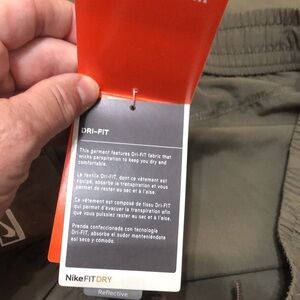 DRI-FIT
This garment features Dri-FIT fabric that
wicks perspiration to keep you dry and
comfortable.
Le textile Dri-FIT, dont ce vêtement est
équipé, absorbe la transpiration et vous
permet de rester au sec et à l'aise.
Ce vêtement est composé de tissu Dri-FIT
qui permet d'évacuer la transpiration afin
que vous puissiez rester au sec et à l'aise.
Prenda confeccionada con tecnología
Dri-FIT, absorbe el sudor manteniéndote
así seco y cómodo.
NikeFITDRY
Reflective